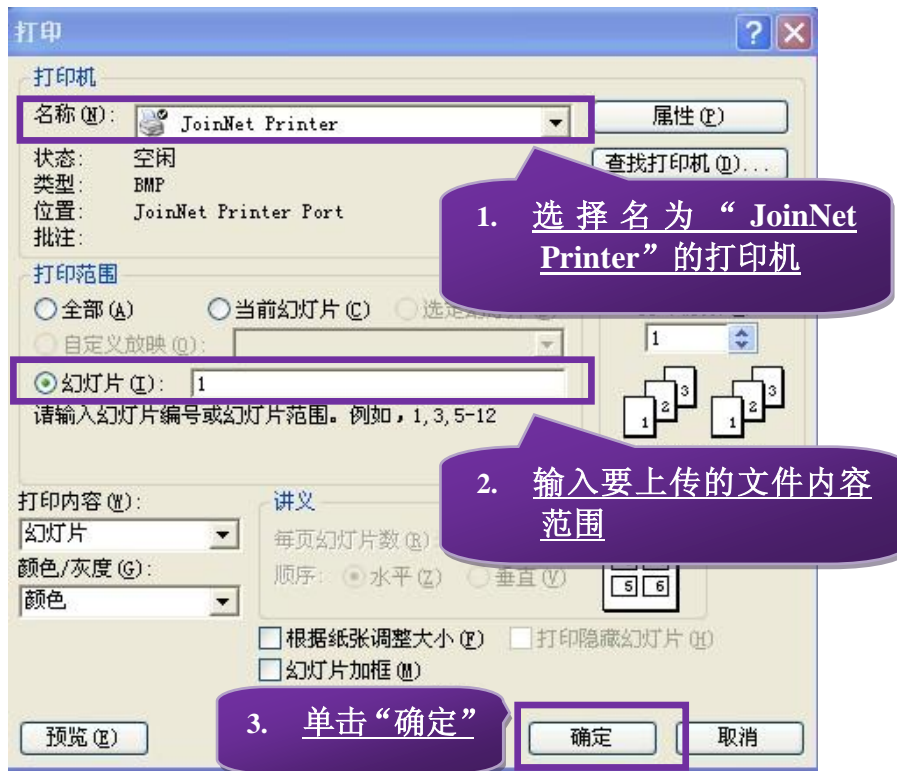 打印
打印机
名称(N): JoinNet Printer
属性(P)
状态: 空闲
查找打印机(D)...
类型: BMP
位置: JoinNet Printer Port
批注:
1. 选择名为“JoinNet
Printer”的打印机
打印范围
全部(A) 当前幻灯片(C)
自定义放映(Q):
1
幻灯片(I): 1
请输入幻灯片编号或幻灯片范围。例如，1,3,5-12
1 2 3 1 2 3
2. 输入要上传的文件内容
范围
打印内容(W):
幻灯片
讲义
每页幻灯片数(R)
颜色/灰度(G):
颜色
顺序: 水平(Z) 垂直(V)
5 6
根据纸张调整大小(F) 打印隐藏幻灯片(H)
幻灯片加框(M)
3. 单击“确定”
预览(E) 确定 取消